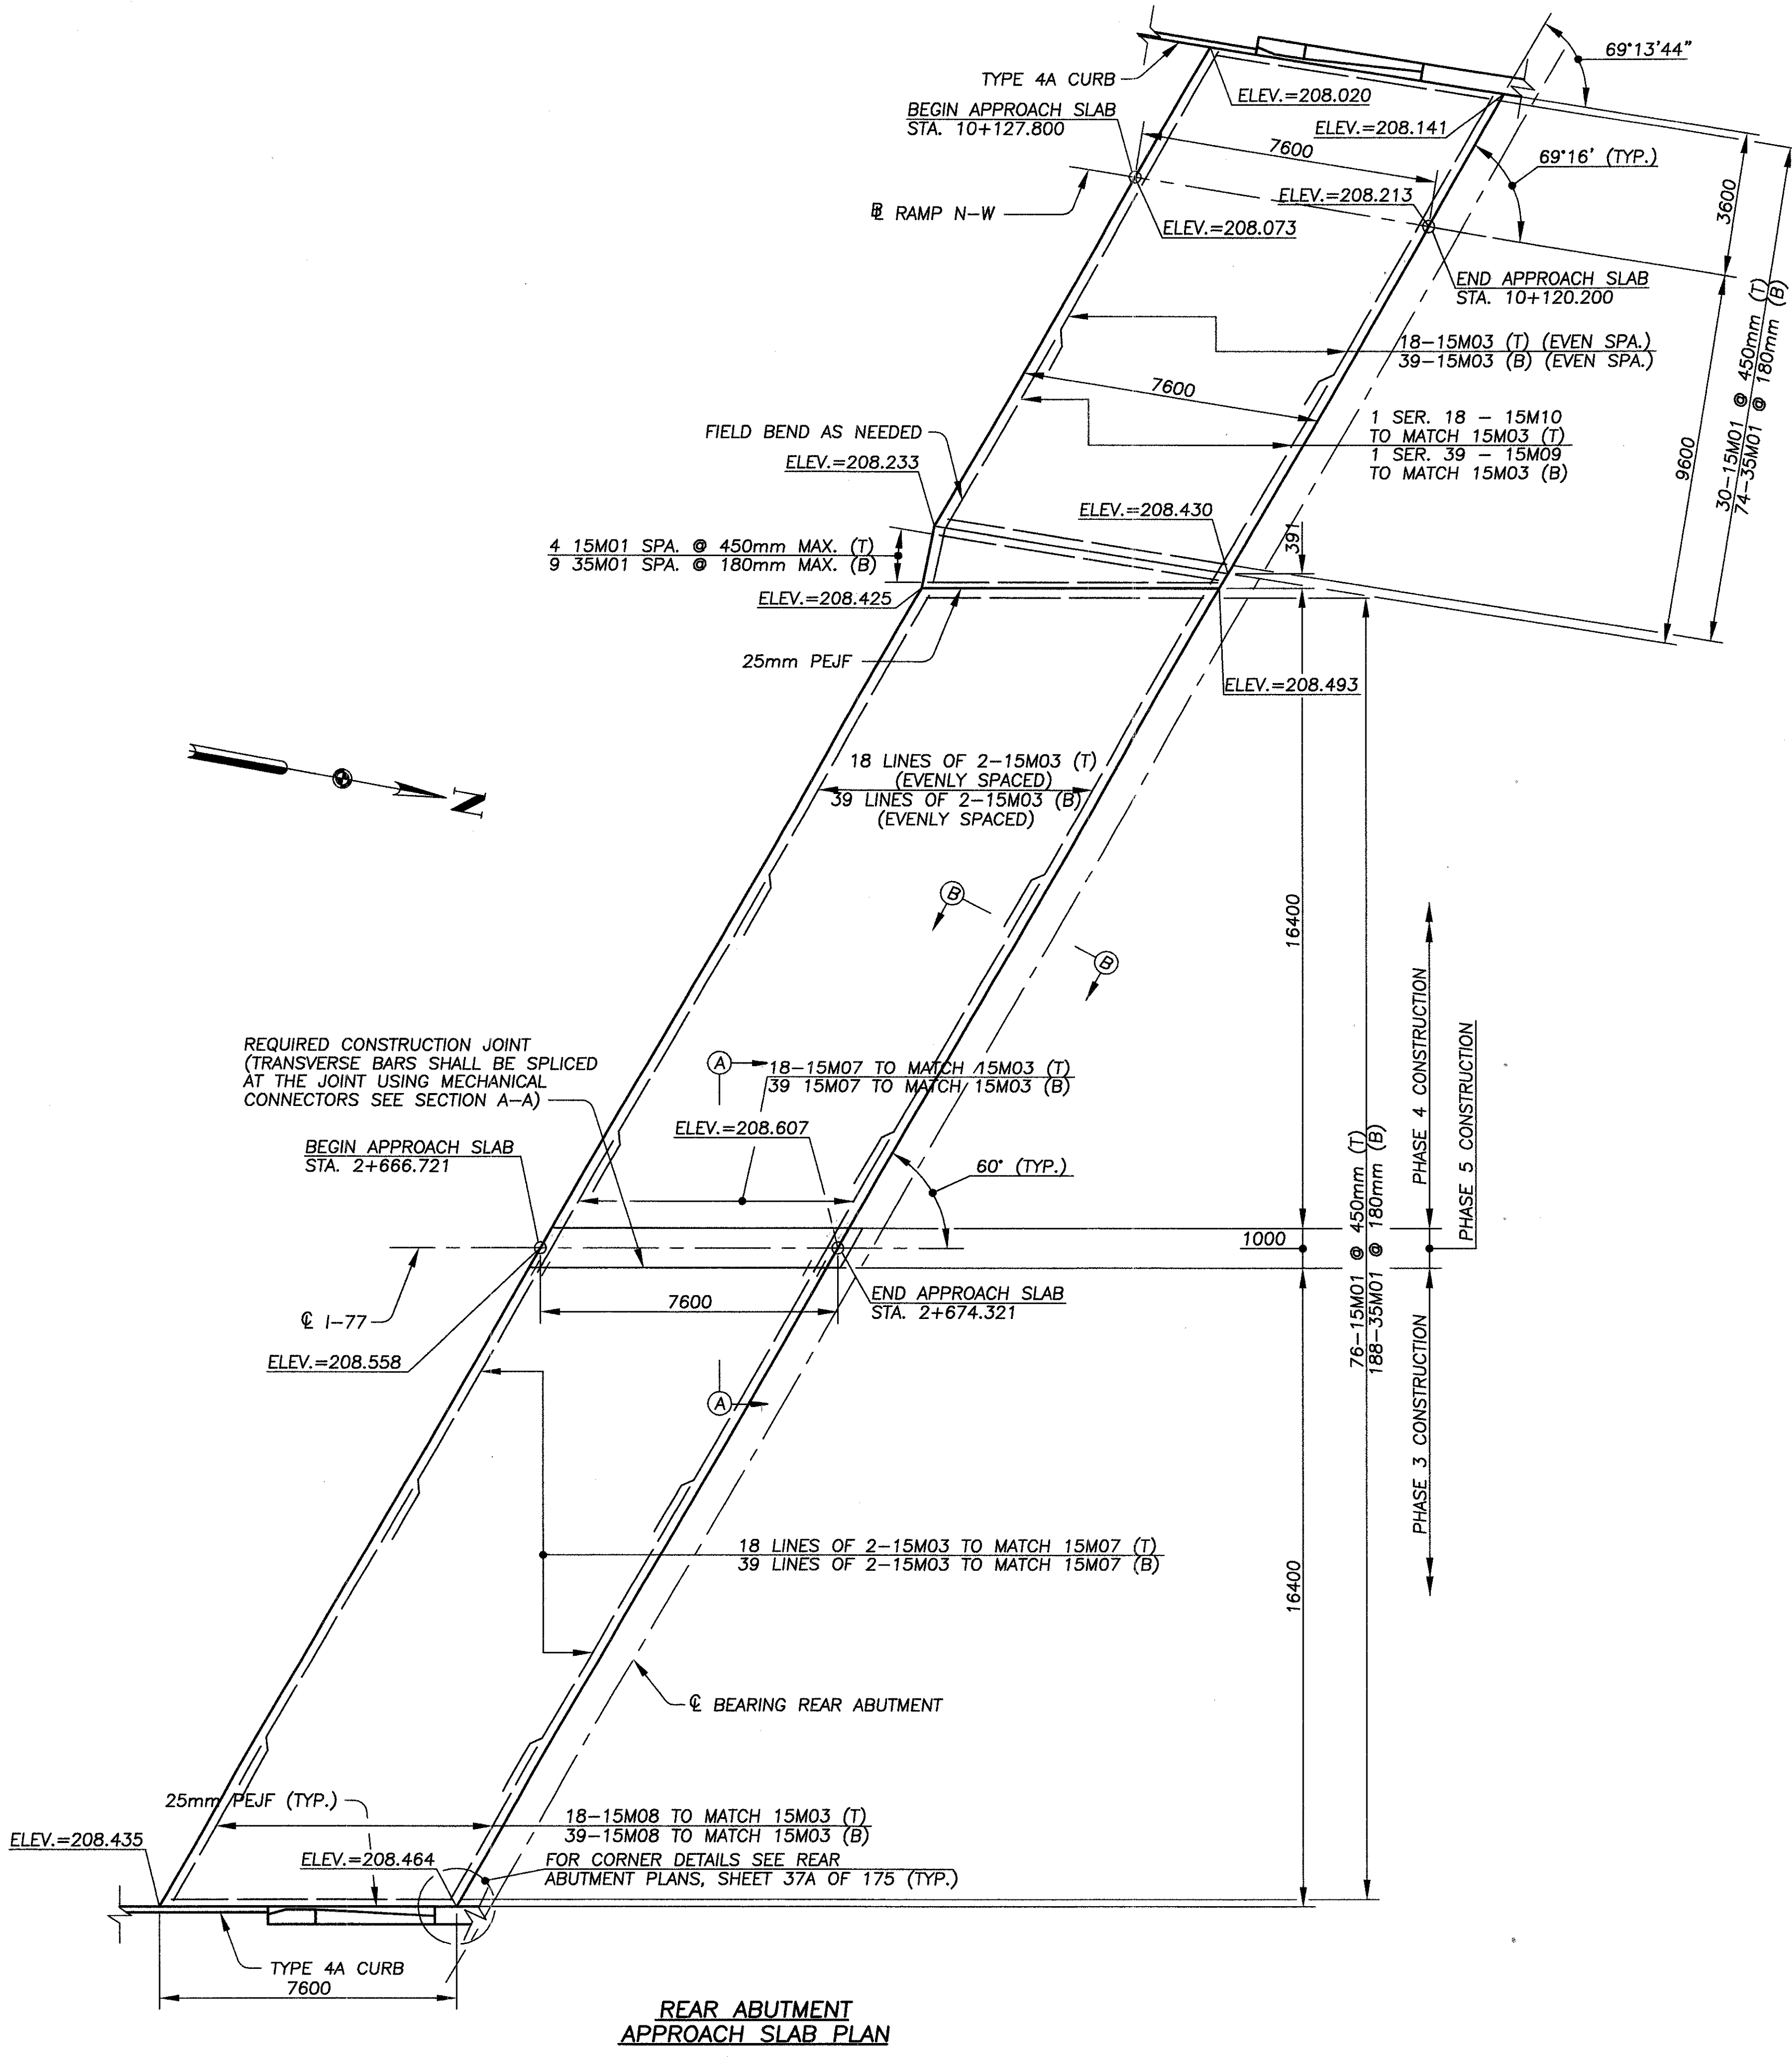 69°13'44"
TYPE 4A CURB
ELEV.=208.020
BEGIN APPROACH SLAB
STA. 10+127.800
ELEV.=208.141
7600
69°16' (TYP.)
3600
ELEV.=208.213
℄ RAMP N-W
ELEV.=208.073
END APPROACH SLAB
STA. 10+120.200
30-15M01 @ 450mm (T)
74-35M01 @ 180mm (B)
18-15M03 (T) (EVEN SPA.)
39-15M03 (B) (EVEN SPA.)
7600
1 SER. 18 - 15M10
TO MATCH 15M03 (T)
1 SER. 39 - 15M09
TO MATCH 15M03 (B)
FIELD BEND AS NEEDED
ELEV.=208.233
9600
ELEV.=208.430
391
4 15M01 SPA. @ 450mm MAX. (T)
9 35M01 SPA. @ 180mm MAX. (B)
ELEV.=208.425
25mm PEJF
ELEV.=208.493
N
18 LINES OF 2-15M03 (T)
(EVENLY SPACED)
39 LINES OF 2-15M03 (B)
(EVENLY SPACED)
B
B
16400
PHASE 4 CONSTRUCTION
PHASE 5 CONSTRUCTION
REQUIRED CONSTRUCTION JOINT
(TRANSVERSE BARS SHALL BE SPLICED
AT THE JOINT USING MECHANICAL
CONNECTORS SEE SECTION A-A)
A
18-15M07 TO MATCH 15M03 (T)
39 15M07 TO MATCH 15M03 (B)
ELEV.=208.607
BEGIN APPROACH SLAB
STA. 2+666.721
60° (TYP.)
76-15M01 @ 450mm (T)
188-35M01 @ 180mm (B)
1000
7600
END APPROACH SLAB
STA. 2+674.321
℄ I-77
ELEV.=208.558
A
PHASE 3 CONSTRUCTION
18 LINES OF 2-15M03 TO MATCH 15M07 (T)
39 LINES OF 2-15M03 TO MATCH 15M07 (B)
16400
℄ BEARING REAR ABUTMENT
25mm PEJF (TYP.)
18-15M08 TO MATCH 15M03 (T)
39-15M08 TO MATCH 15M03 (B)
ELEV.=208.435
ELEV.=208.464
FOR CORNER DETAILS SEE REAR
ABUTMENT PLANS, SHEET 37A OF 175 (TYP.)
TYPE 4A CURB
7600
REAR ABUTMENT
APPROACH SLAB PLAN